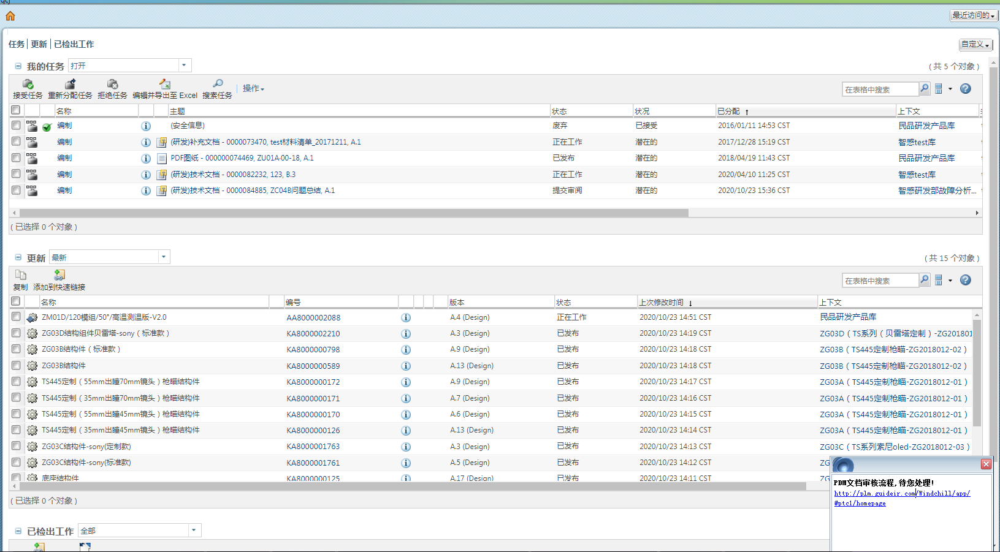 最近访问的
任务 更新 已检出工作
自定义
我的任务 打开 ( 共 5 个对象 )
接受任务 重新分配任务 拒绝任务 编辑并导出至 Excel 搜索任务 操作 在表格中搜索
名称 主题 状态 状况 已分配 上下文
编制 (安全信息) 废弃 已接受 2016/01/11 14:53 CST 民品研发产品库
编制 (研发)补充文档 - 0000073470, test材料清单_20171211, A.1 正在工作 潜在的 2017/12/28 15:19 CST 智感test库
编制 PDF图纸 - 000000074469, ZU01A-00-18, A.1 已发布 潜在的 2018/04/19 11:43 CST 民品研发产品库
编制 (研发)技术文档 - 0000082232, 123, B.3 正在工作 潜在的 2020/04/10 11:25 CST 智感test库
编制 (研发)技术文档 - 0000084885, ZC04B问题总结, A.1 提交审阅 潜在的 2020/10/23 15:36 CST 智感研发部故障分析...
( 已选择 0 个对象 )
更新 最新 ( 共 15 个对象 )
复制 添加到快速链接 在表格中搜索
名称 编号 版本 状态 上次修改时间 上下文
ZM01D/120模组/50°/高温测温版-V2.0 AA8000002088 A.4 (Design) 正在工作 2020/10/23 14:51 CST 民品研发产品库
ZG03D结构组件贝雷塔-sony（标准款） KA8000002210 A.3 (Design) 已发布 2020/10/23 14:19 CST ZG03D（TS系列（贝雷塔定制）-ZG201801
ZG03B结构件（标准款） KA8000000798 A.9 (Design) 已发布 2020/10/23 14:18 CST ZG03B（TS445定制枪瞄-ZG2018012-02）
ZG03B结构件 KA8000000589 A.13 (Design) 已发布 2020/10/23 14:18 CST ZG03B（TS445定制枪瞄-ZG2018012-02）
TS445定制（55mm出瞳70mm镜头）枪瞄结构件 KA8000000172 A.9 (Design) 已发布 2020/10/23 14:17 CST ZG03A（TS445定制枪瞄-ZG2018012-01）
TS445定制（35mm出瞳70mm镜头）枪瞄结构件 KA8000000171 A.7 (Design) 已发布 2020/10/23 14:16 CST ZG03A（TS445定制枪瞄-ZG2018012-01）
TS445定制（55mm出瞳45mm镜头）枪瞄结构件 KA8000000170 A.6 (Design) 已发布 2020/10/23 14:15 CST ZG03A（TS445定制枪瞄-ZG2018012-01）
TS445定制（35mm出瞳45mm镜头）枪瞄结构件 KA8000000126 A.13 (Design) 已发布 2020/10/23 14:14 CST ZG03A（TS445定制枪瞄-ZG2018012-01）
ZG03C结构件-sony(定制款) KA8000001763 A.3 (Design) 已发布 2020/10/23 14:13 CST ZG03C（TS系列索尼oled-ZG2018012-03）
ZG03C结构件-sony(标准款) KA8000001761 A.5 (Design) 已发布 2020/10/23 14:12 CST ZG
底座结构件 KA8000000125 A.17 (Design) 已发布 2020/10/23 14:11 CST ZG
( 已选择 0 个对象 )
PDM文档审核流程,待您处理!
http://plm.guideir.com/Windchill/app/
#ptc1/homepage
已检出工作 全部